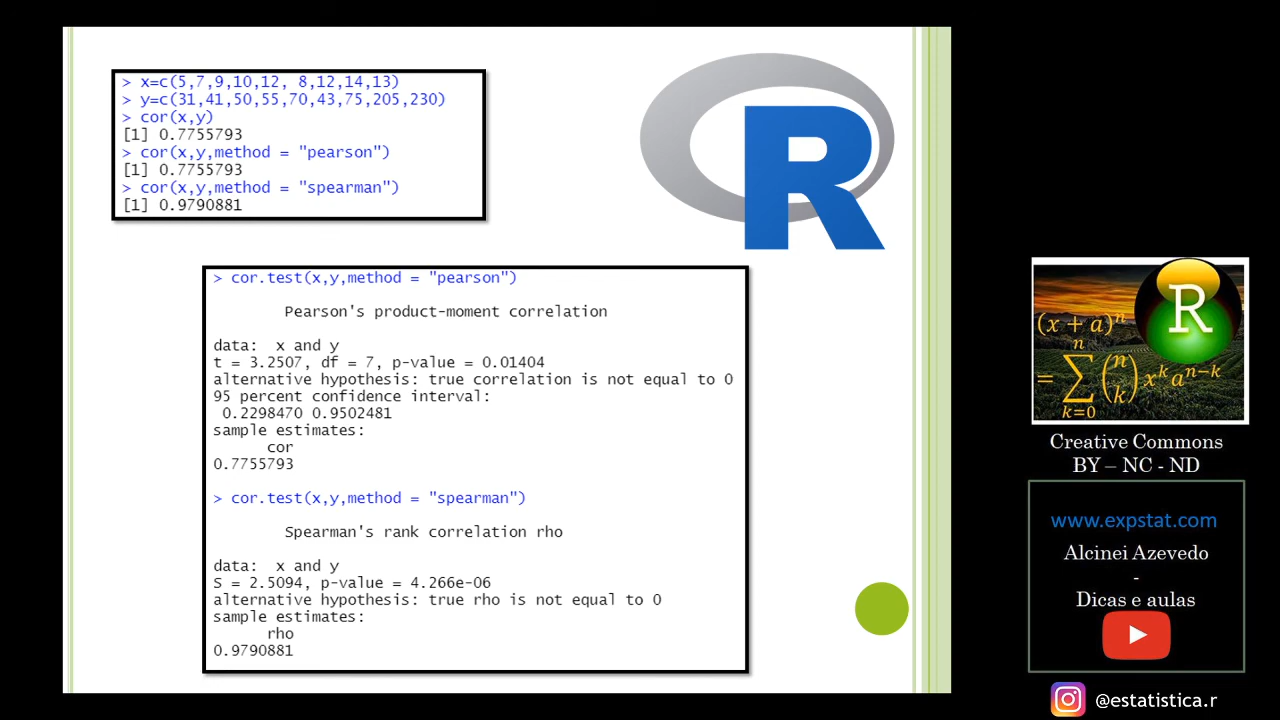 > x=c(5,7,9,10,12, 8,12,14,13)
> y=c(31,41,50,55,70,43,75,205,230)
> cor(x,y)
[1] 0.7755793
> cor(x,y,method = "pearson")
[1] 0.7755793
> cor(x,y,method = "spearman")
[1] 0.9790881
R
> cor.test(x,y,method = "pearson")
Pearson's product-moment correlation
data: x and y
t = 3.2507, df = 7, p-value = 0.01404
alternative hypothesis: true correlation is not equal to 0
95 percent confidence interval:
0.2298470 0.9502481
sample estimates:
cor
0.7755793
> cor.test(x,y,method = "spearman")
Spearman's rank correlation rho
data: x and y
S = 2.5094, p-value = 4.266e-06
alternative hypothesis: true rho is not equal to 0
sample estimates:
rho
0.9790881
R
(x + a)^n
= ∑_{k=0}^{n} (n k) x^k a^{n−k}
Creative Commons
BY – NC - ND
www.expstat.com
Alcinei Azevedo
-
Dicas e aulas
@estatistica.r